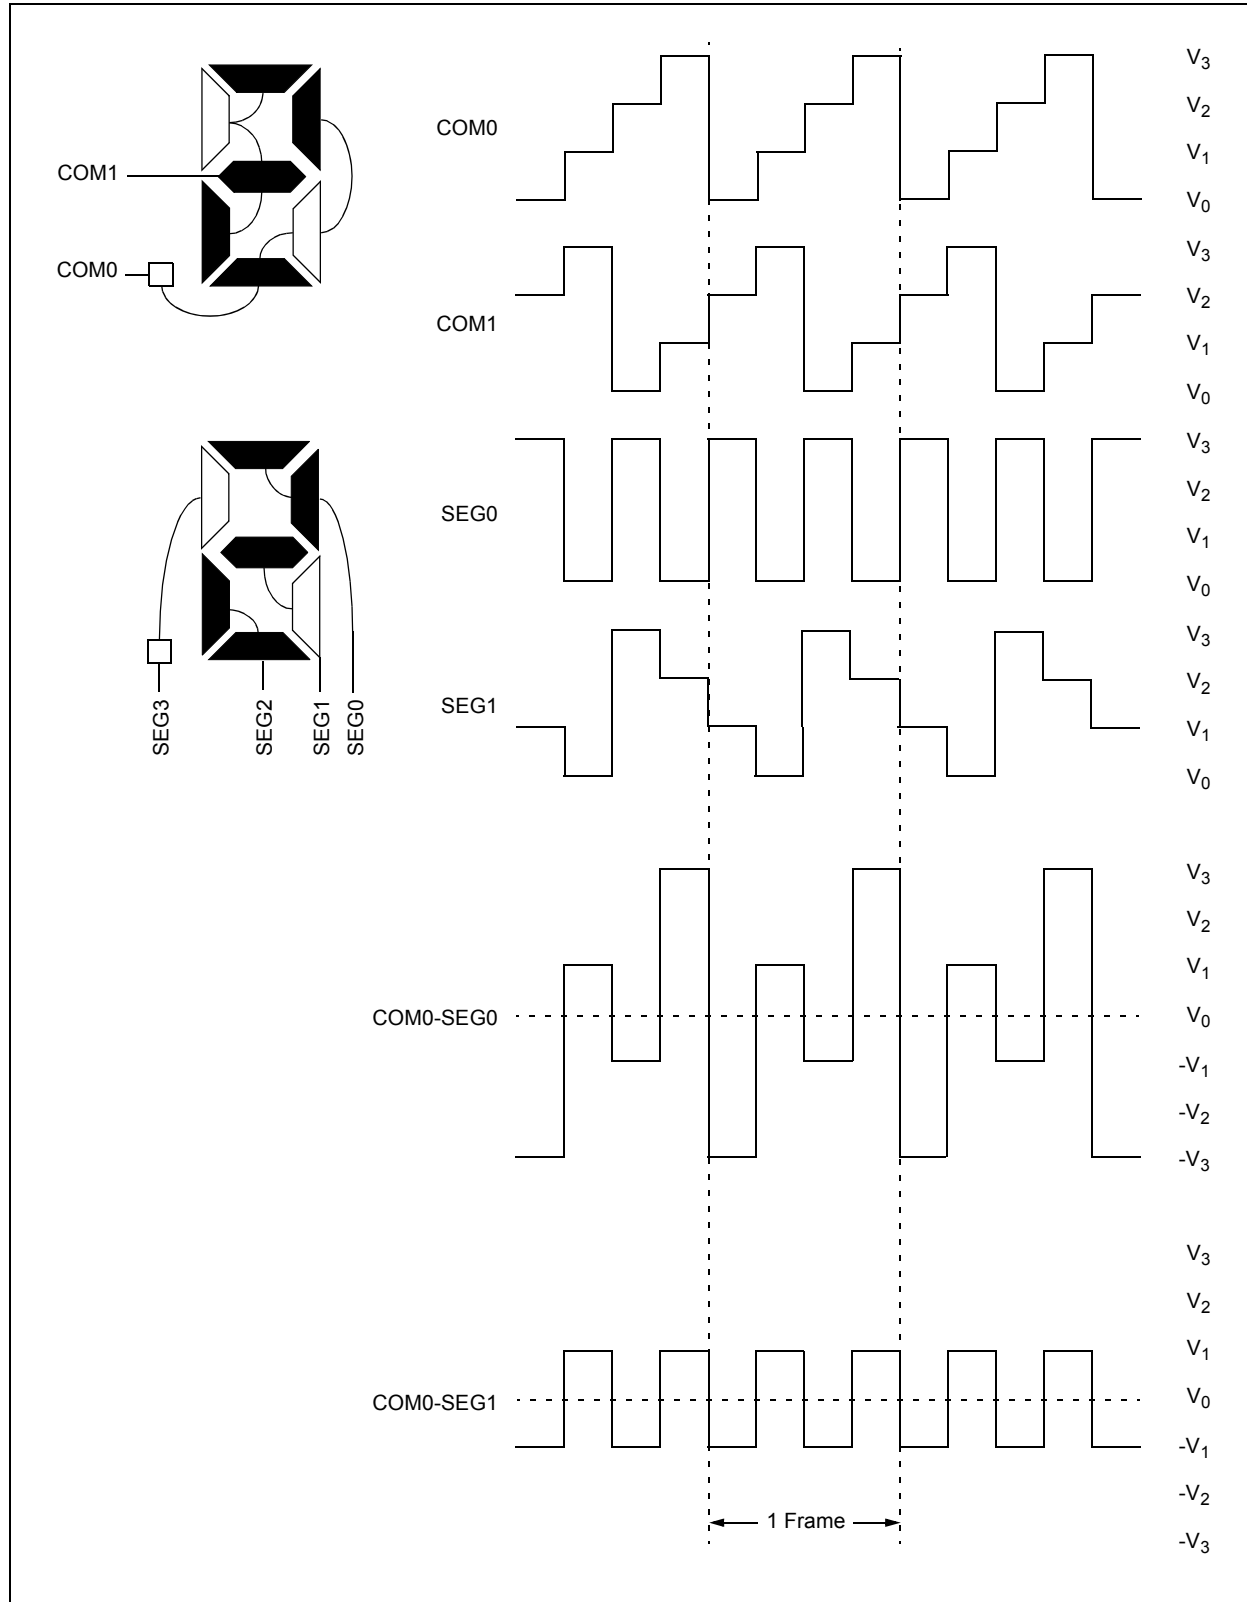 COM1
COM0
SEG3
SEG2
SEG1
SEG0
COM0
V3
V2
V1
V0
COM1
V3
V2
V1
V0
SEG0
V3
V2
V1
V0
SEG1
V3
V2
V1
V0
COM0-SEG0
V3
V2
V1
V0
-V1
-V2
-V3
COM0-SEG1
V3
V2
V1
V0
-V1
-V2
-V3
1 Frame